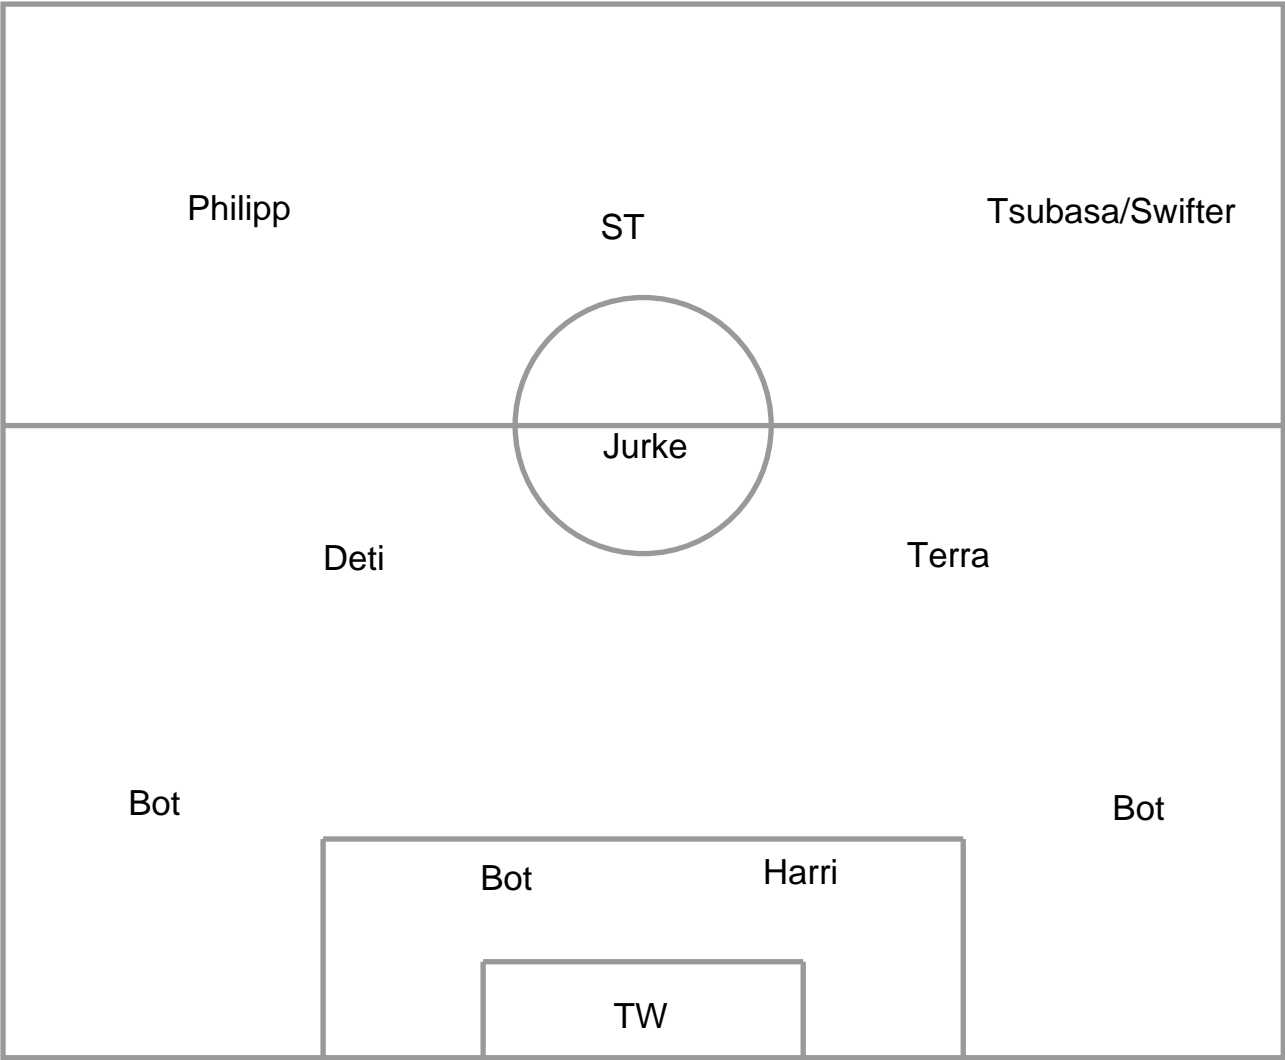 Philipp
ST
Tsubasa/Swifter
Jurke
Deti
Terra
Bot
Bot
Bot
Harri
TW